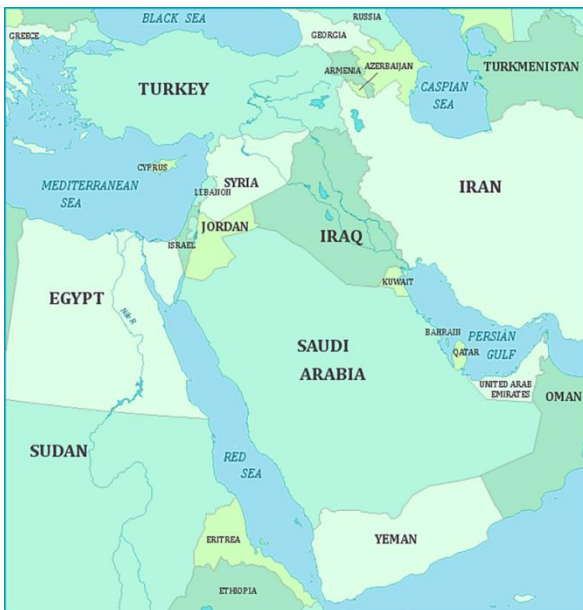 BLACK SEA
RUSSIA
GREECE
GEORGIA
ARMENIA
AZERBAIJAN
TURKMENISTAN
TURKEY
CASPIAN
SEA
CYPRUS
MEDITERRANEAN
SEA
LEBANON
SYRIA
IRAN
ISRAEL
JORDAN
IRAQ
KUWAIT
EGYPT
Nile R
BAHRAIN
PERSIAN
GULF
QATAR
SAUDI
ARABIA
UNITED ARAB
EMIRATES
OMAN
SUDAN
RED
SEA
ERITREA
YEMEN
ETHIOPIA